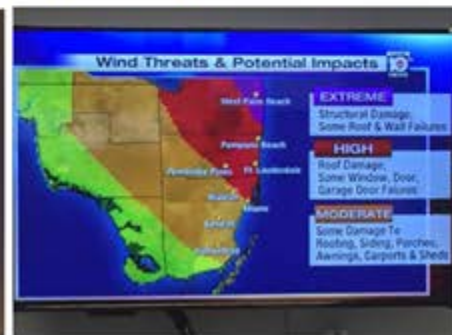 Wind Threats & Potential Impacts
West Palm Beach
EXTREME
Structural Damage,
Some Roof & Wall Failures
Pompano Beach
HIGH
Roof Damage,
Some Window, Door,
Garage Door Failures
Pembroke Pines
Ft. Lauderdale
Miami
MODERATE
Some Damage To
Roofing, Siding, Porches,
Awnings, Carports & Sheds